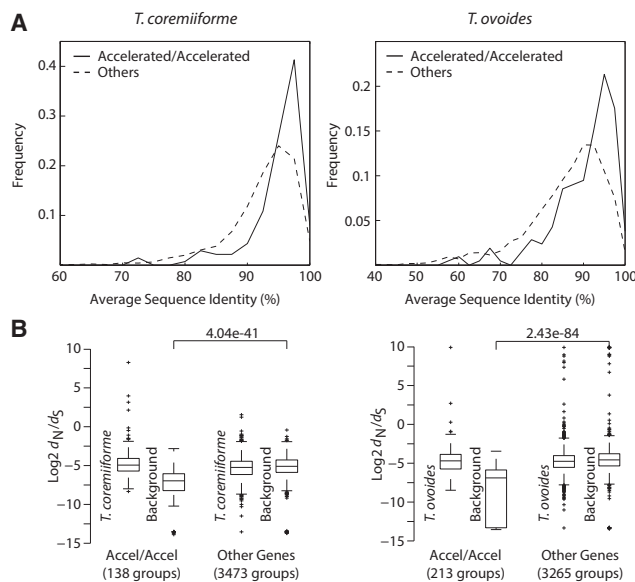 T. coremiiforme
T. ovoides
A
Accelerated/Accelerated
Others
0.4
0.3
0.2
0.1
Frequency
60 70 80 90 100
Average Sequence Identity (%)
Accelerated/Accelerated
Others
0.2
0.15
0.1
0.05
Frequency
40 50 60 70 80 90 100
Average Sequence Identity (%)
B
4.04e-41
10
5
0
−5
−10
−15
Log2 dN/dS
T. coremiiforme
Background
T. coremiiforme
Background
Accel/Accel
(138 groups)
Other Genes
(3473 groups)
2.43e-84
10
5
0
−5
−10
−15
Log2 dN/dS
T. ovoides
Background
T. ovoides
Background
Accel/Accel
(213 groups)
Other Genes
(3265 groups)